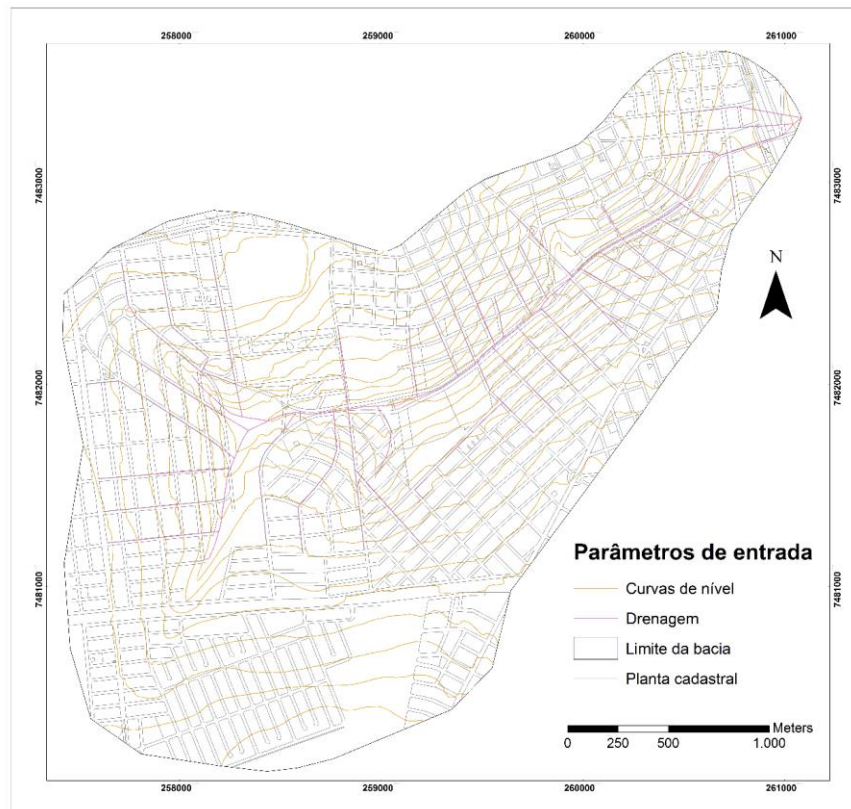 258000 259000 260000 261000
7483000 7483000
N
7482000 7482000
Parâmetros de entrada
Curvas de nível
7481000 7481000
Drenagem
Limite da bacia
Planta cadastral
Meters
0 250 500 1.000
258000 259000 260000 261000